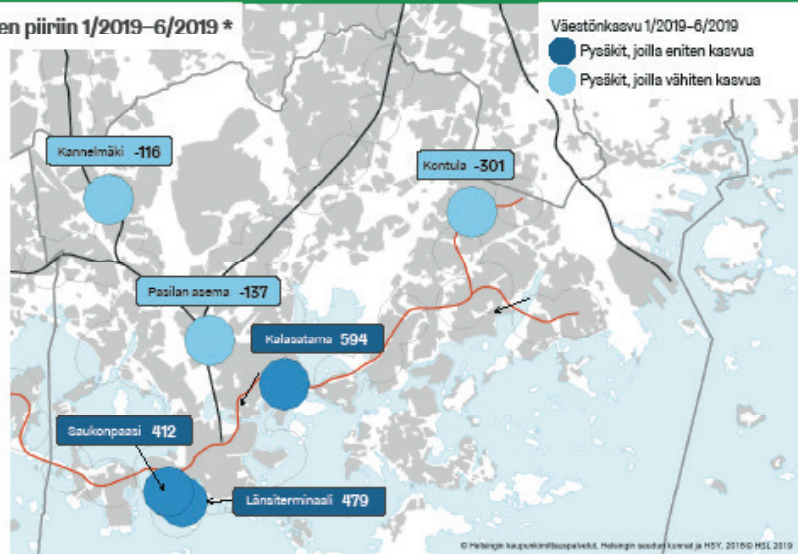 en piiriin 1/2019–6/2019 *
Väestönkasvu 1/2019–6/2019
Pysäkit, joilla eniten kasvua
Pysäkit, joilla vähiten kasvua
Kannelmäki -116
Kontula -301
Pasilan asema -137
Kalasatama 594
Saukonpaasi 412
Länsiterminaali 479
© Helsingin kaupunkimittauspalvelut, Helsingin seudun kunnat ja HSY, 2018 © HSL 2019